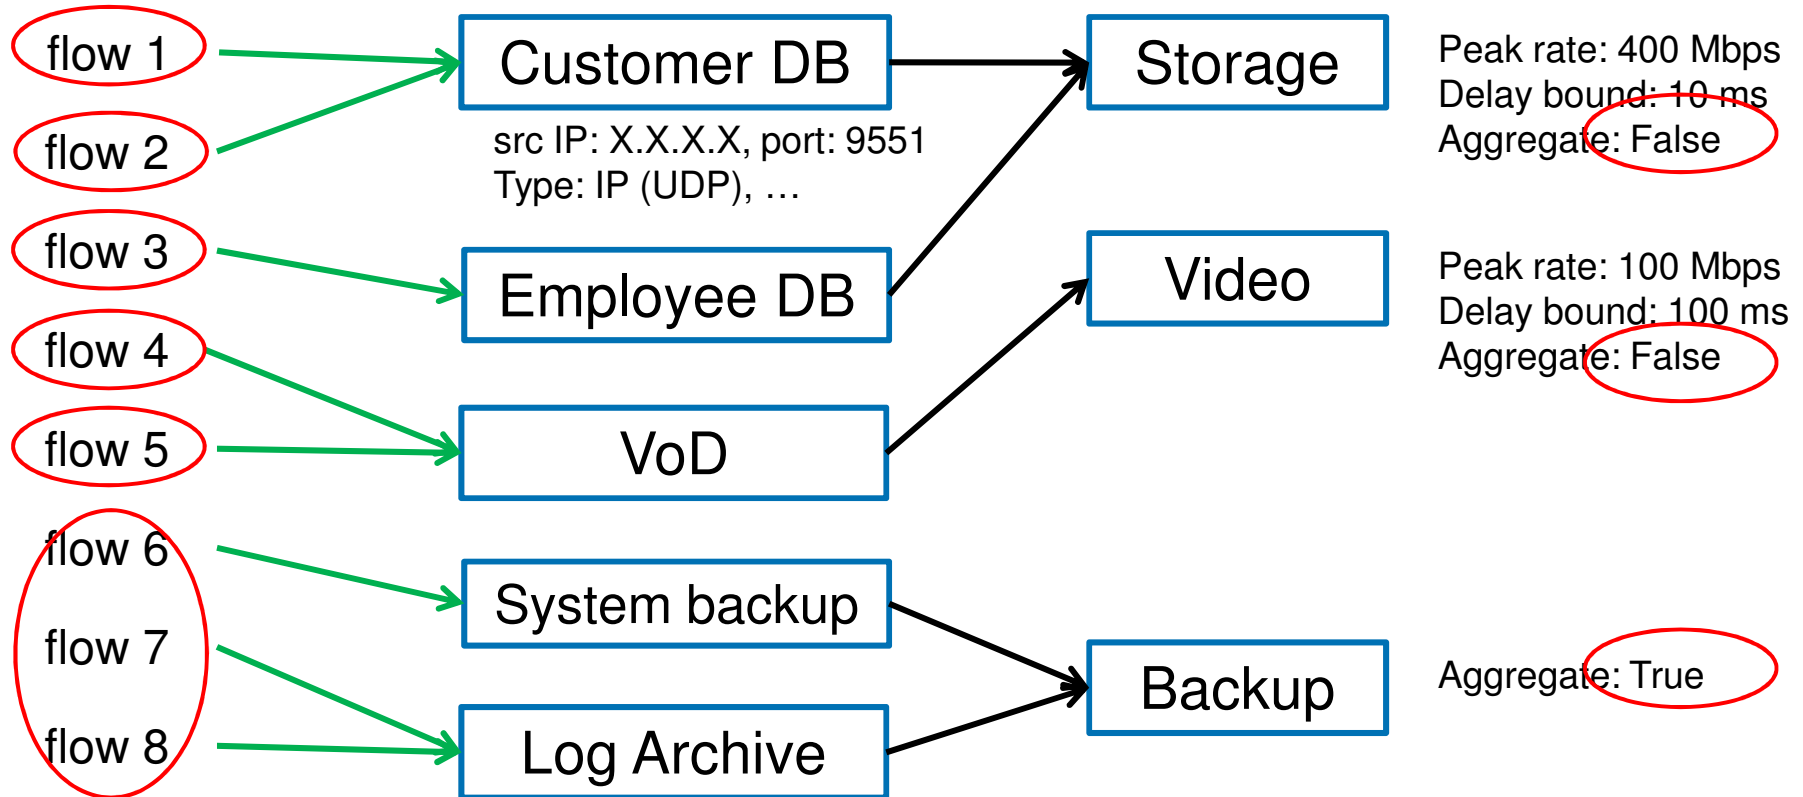 flow 1
Customer DB
Storage
Peak rate: 400 Mbps
Delay bound: 10 ms
Aggregate: False
flow 2
src IP: X.X.X.X, port: 9551
Type: IP (UDP), …
flow 3
Employee DB
Video
Peak rate: 100 Mbps
Delay bound: 100 ms
Aggregate: False
flow 4
flow 5
VoD
flow 6
System backup
flow 7
Backup
Aggregate: True
flow 8
Log Archive